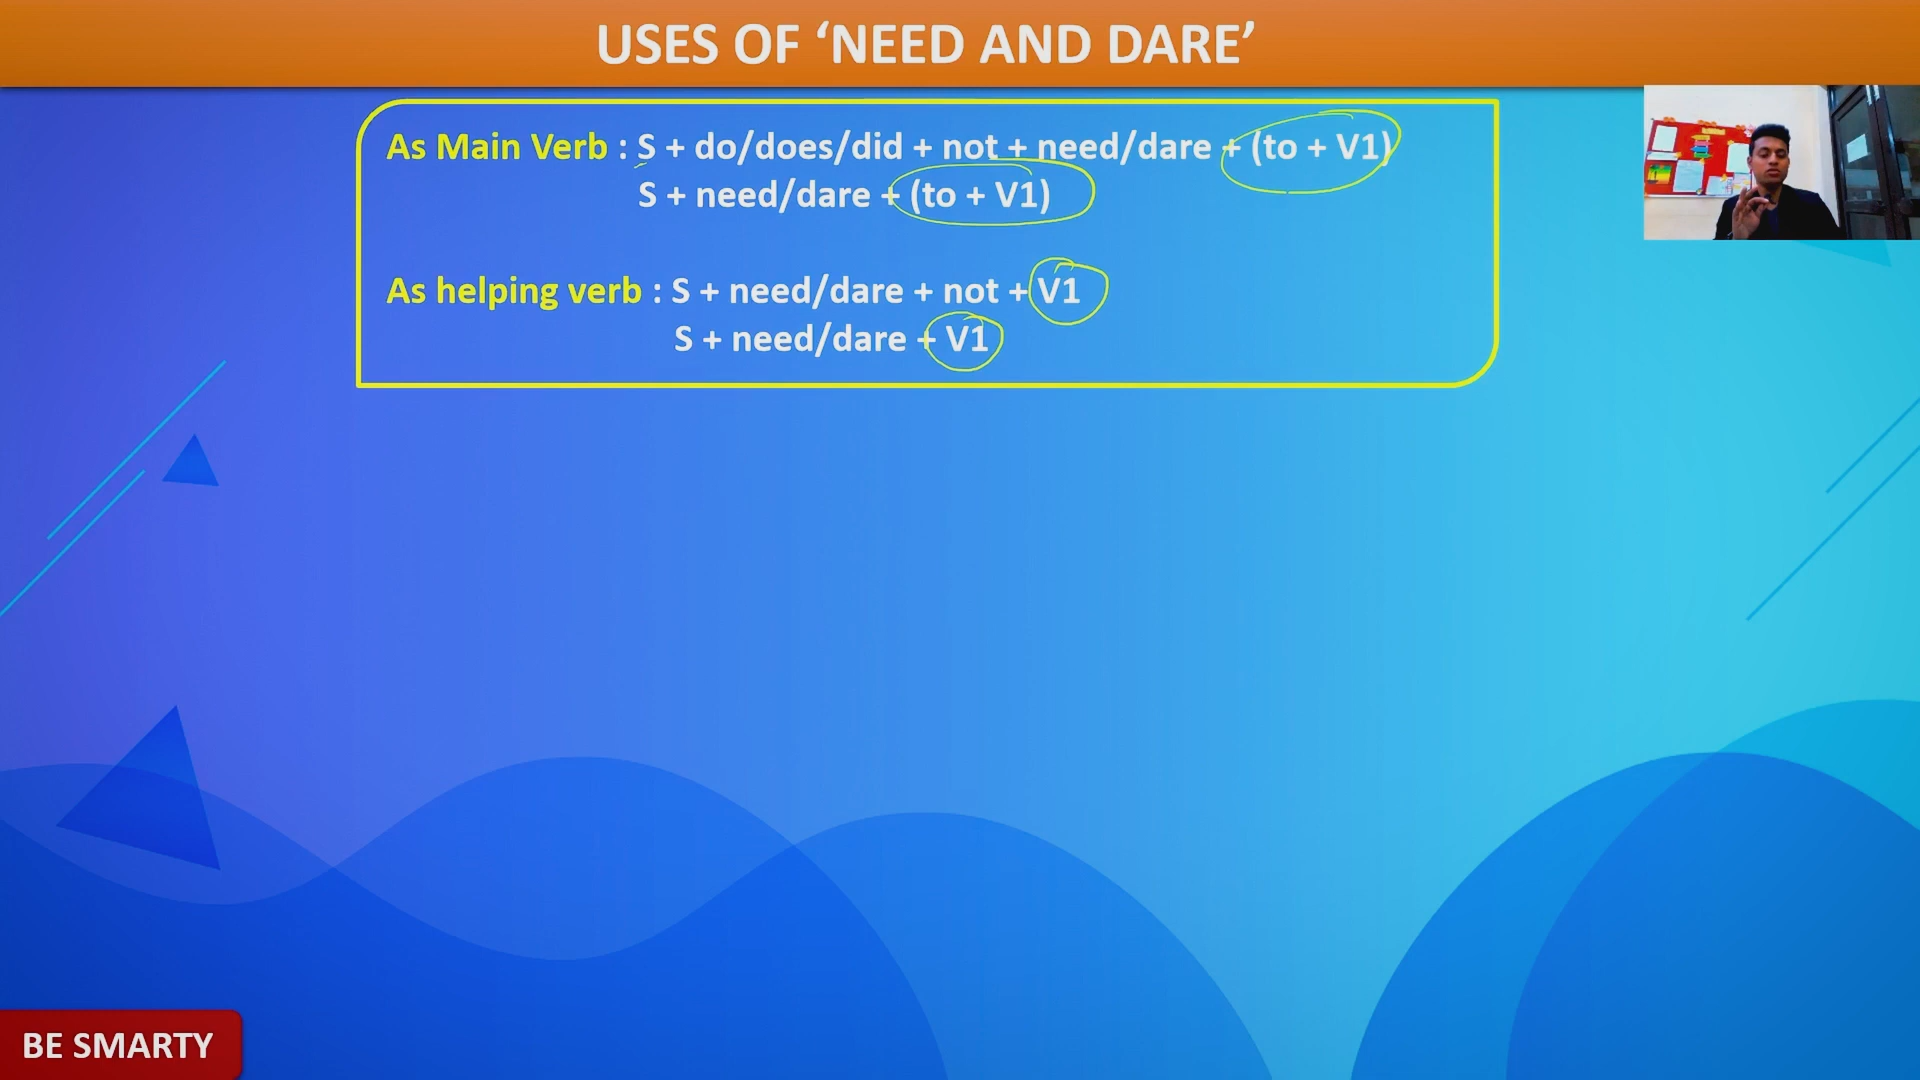 USES OF ‘NEED AND DARE’
As Main Verb : S + do/does/did + not + need/dare + (to + V1)
S + need/dare + (to + V1)
As helping verb : S + need/dare + not + V1
S + need/dare + V1
BE SMARTY